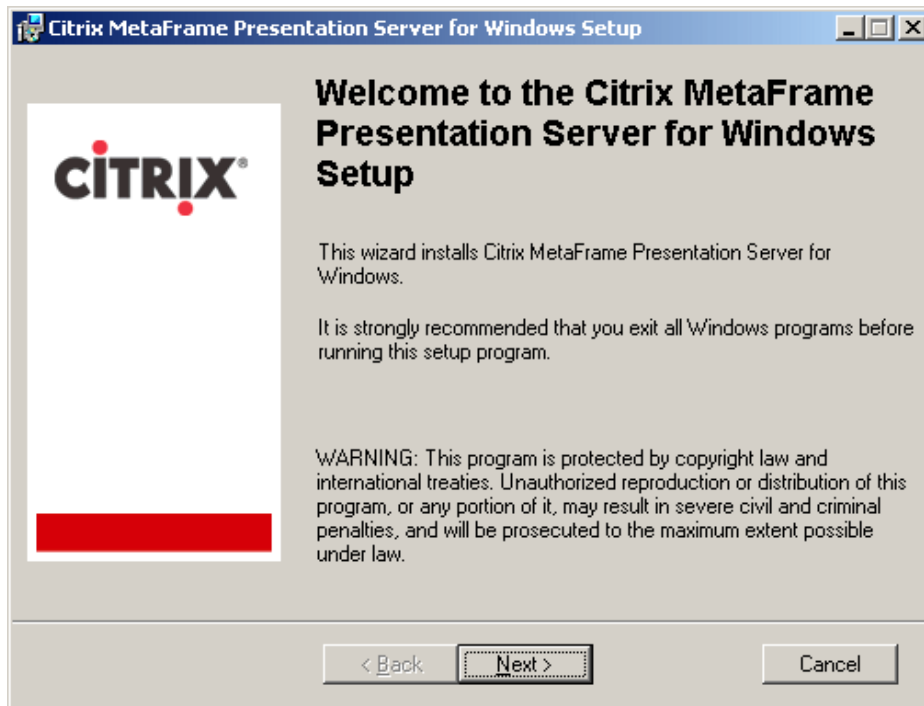 Citrix MetaFrame Presentation Server for Windows Setup
Welcome to the Citrix MetaFrame
Presentation Server for Windows
Setup
CITRIX®
This wizard installs Citrix MetaFrame Presentation Server for
Windows.
It is strongly recommended that you exit all Windows programs before
running this setup program.
WARNING: This program is protected by copyright law and
international treaties. Unauthorized reproduction or distribution of this
program, or any portion of it, may result in severe civil and criminal
penalties, and will be prosecuted to the maximum extent possible
under law.
< Back
Next >
Cancel